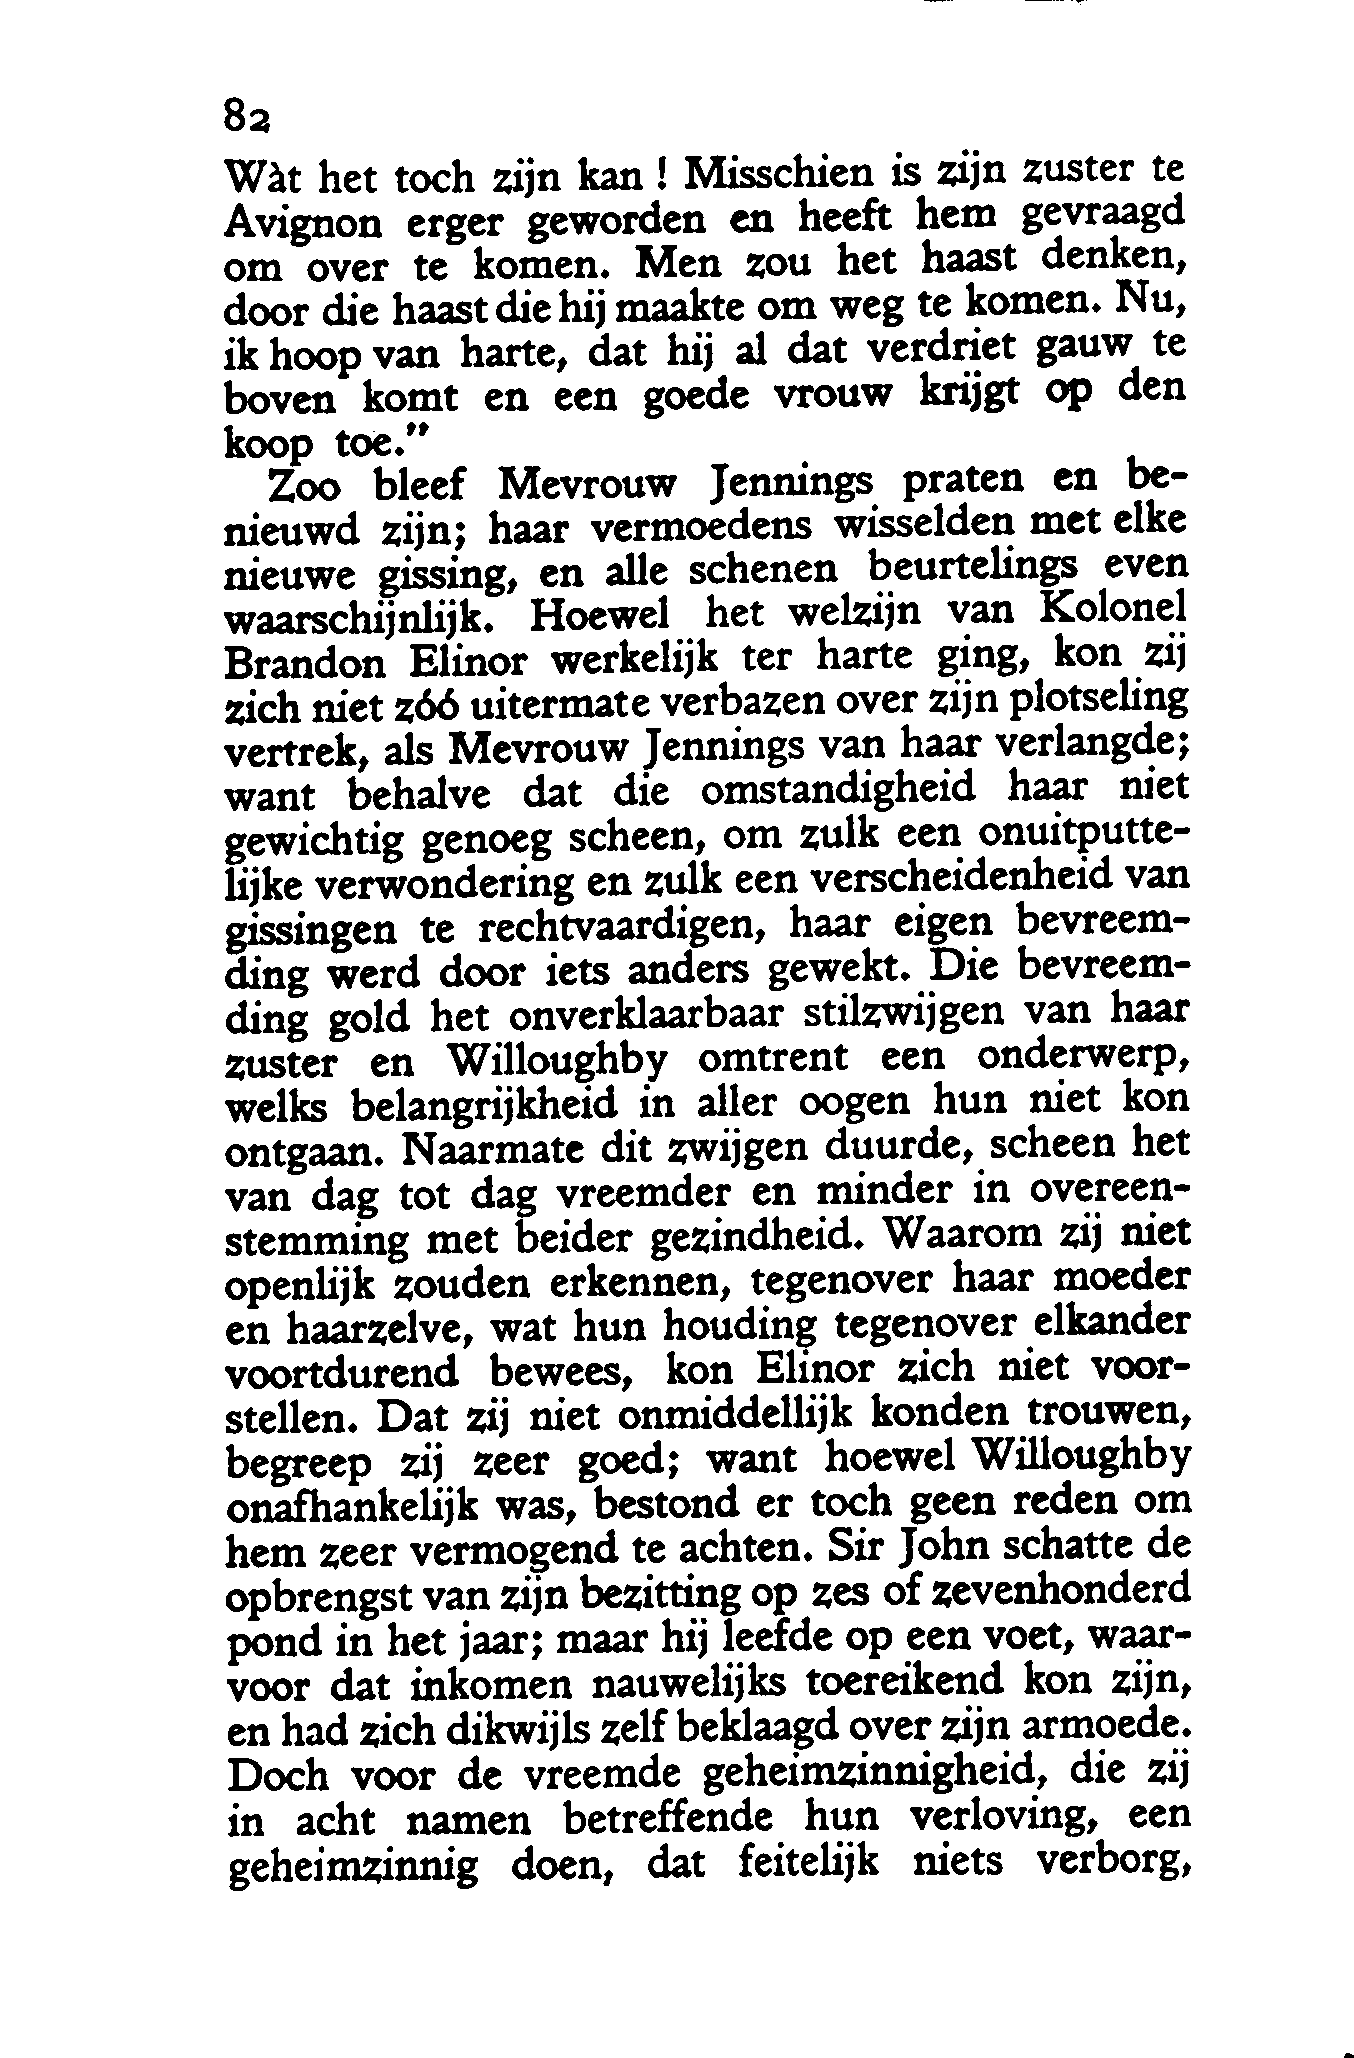 82
Wàt het toch zijn kan ! Misschien is zijn zuster te
Avignon erger geworden en heeft hem gevraagd
om over te komen. Men zou het haast denken,
door die haast die hij maakte om weg te komen. Nu,
ik hoop van harte, dat hij al dat verdriet gauw te
boven komt en een goede vrouw krijgt op den
koop toe."
Zoo bleef Mevrouw Jennings praten en be-
nieuwd zijn; haar vermoedens wisselden met elke
nieuwe gissing, en alle schenen beurtelings even
waarschijnlijk. Hoewel het welzijn van Kolonel
Brandon Elinor werkelijk ter harte ging, kon zij
zich niet zóó uitermate verbazen over zijn plotseling
vertrek, als Mevrouw Jennings van haar verlangde;
want behalve dat die omstandigheid haar niet
gewichtig genoeg scheen, om zulk een onuitputte-
lijke verwondering en zulk een verscheidenheid van
gissingen te rechtvaardigen, haar eigen bevreem-
ding werd door iets anders gewekt. Die bevreem-
ding gold het onverklaarbaar stilzwijgen van haar
zuster en Willoughby omtrent een onderwerp,
welks belangrijkheid in aller oogen hun niet kon
ontgaan. Naarmate dit zwijgen duurde, scheen het
van dag tot dag vreemder en minder in overeen-
stemming met beider gezindheid. Waarom zij niet
openlijk zouden erkennen, tegenover haar moeder
en haarzelve, wat hun houding tegenover elkander
voortdurend bewees, kon Elinor zich niet voor-
stellen. Dat zij niet onmiddellijk konden trouwen,
begreep zij zeer goed; want hoewel Willoughby
onafhankelijk was, bestond er toch geen reden om
hem zeer vermogend te achten. Sir John schatte de
opbrengst van zijn bezitting op zes of zevenhonderd
pond in het jaar; maar hij leefde op een voet, waar-
voor dat inkomen nauwelijks toereikend kon zijn,
en had zich dikwijls zelf beklaagd over zijn armoede.
Doch voor de vreemde geheimzinnigheid, die zij
in acht namen betreffende hun verloving, een
geheimzinnig doen, dat feitelijk niets verborg,